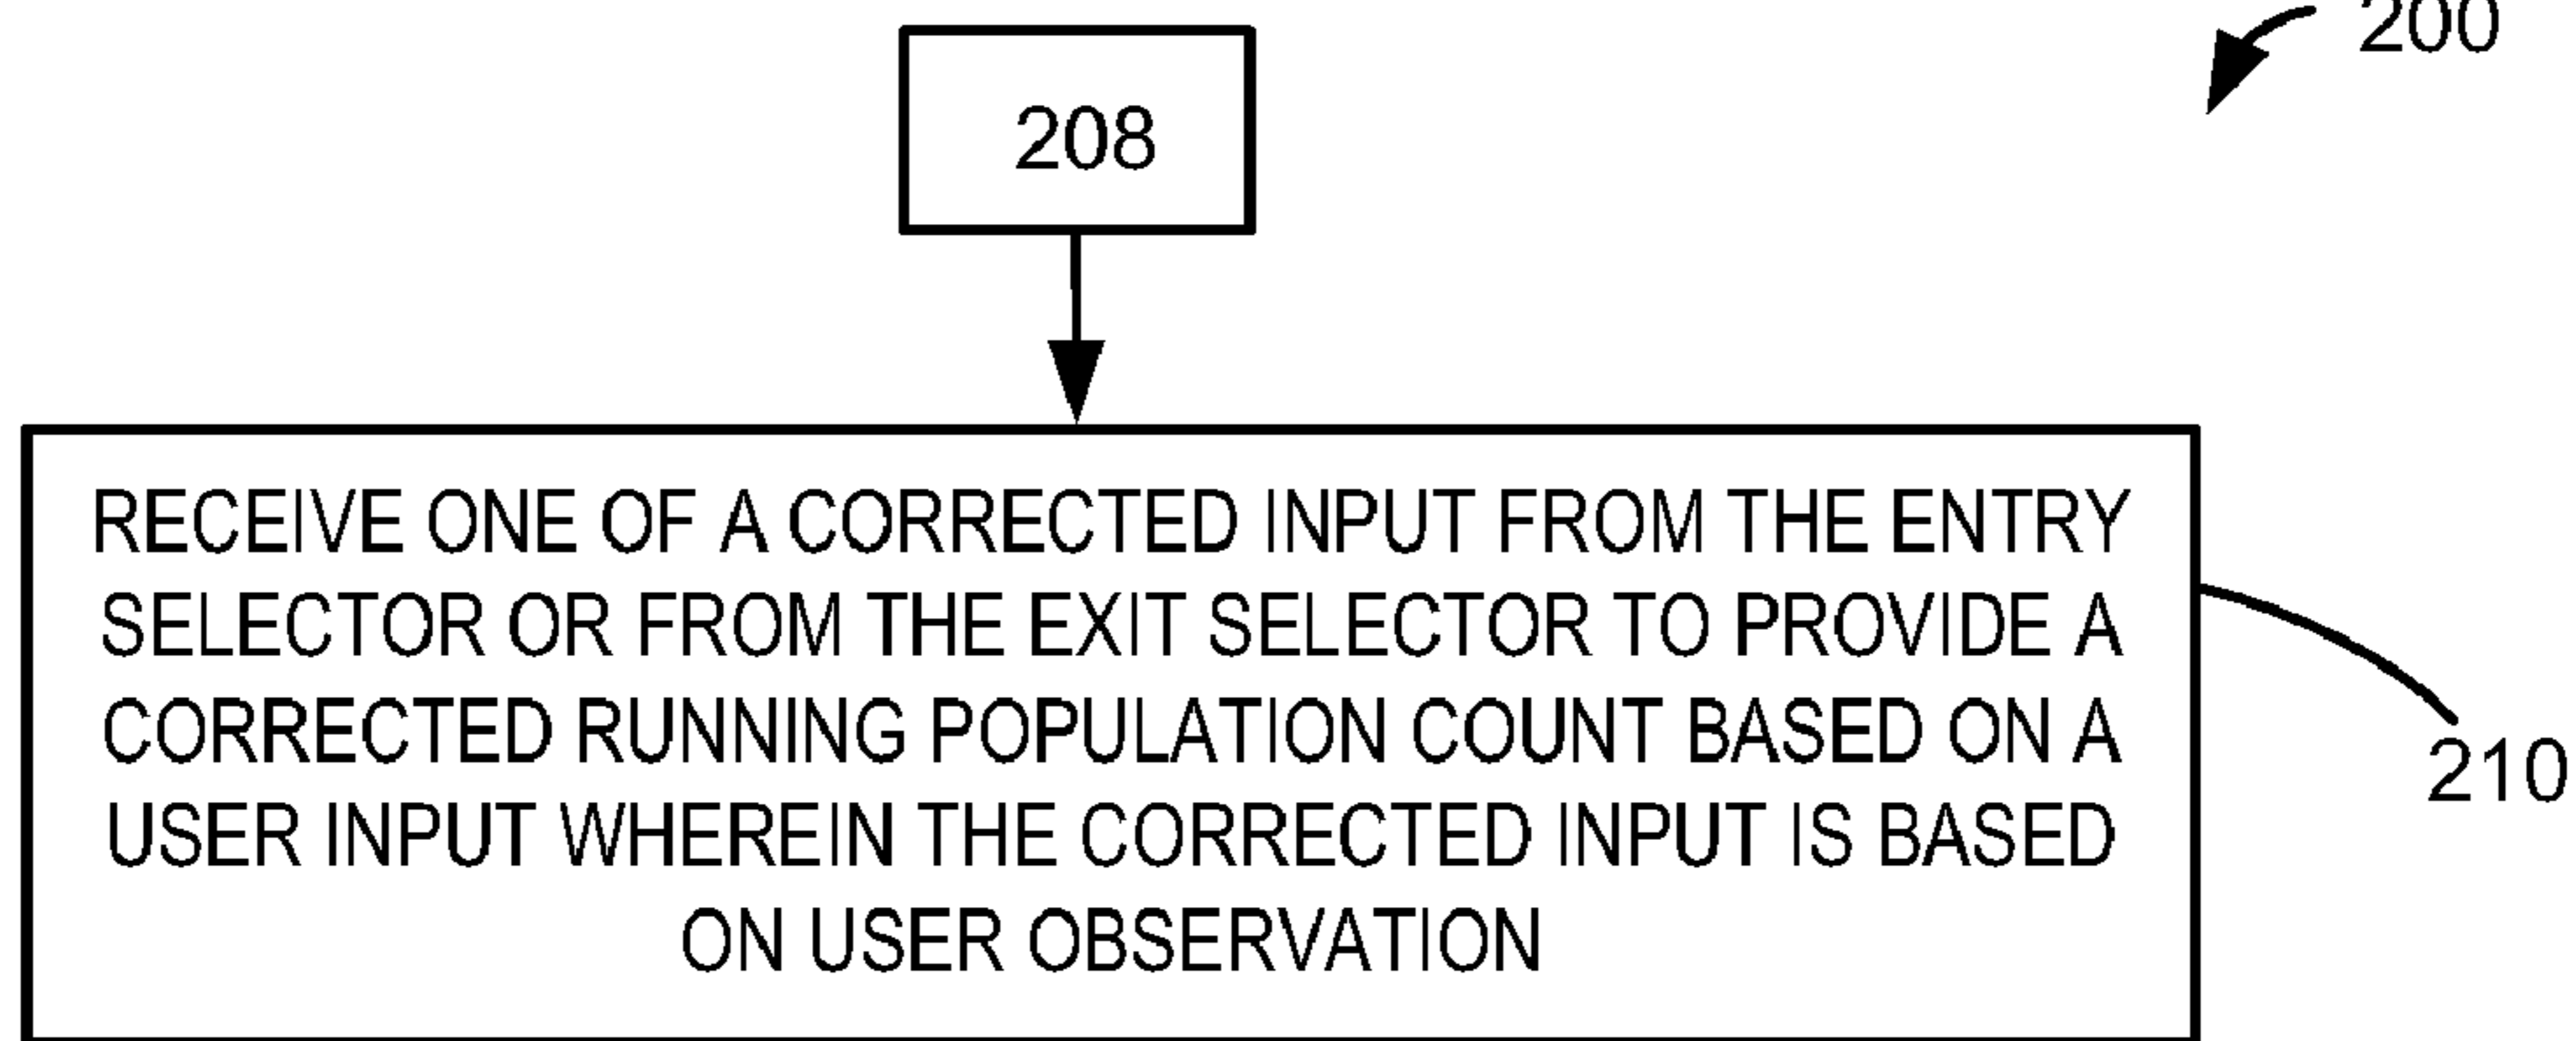 200
208
RECEIVE ONE OF A CORRECTED INPUT FROM THE ENTRY
SELECTOR OR FROM THE EXIT SELECTOR TO PROVIDE A
CORRECTED RUNNING POPULATION COUNT BASED ON A
USER INPUT WHEREIN THE CORRECTED INPUT IS BASED
ON USER OBSERVATION
210